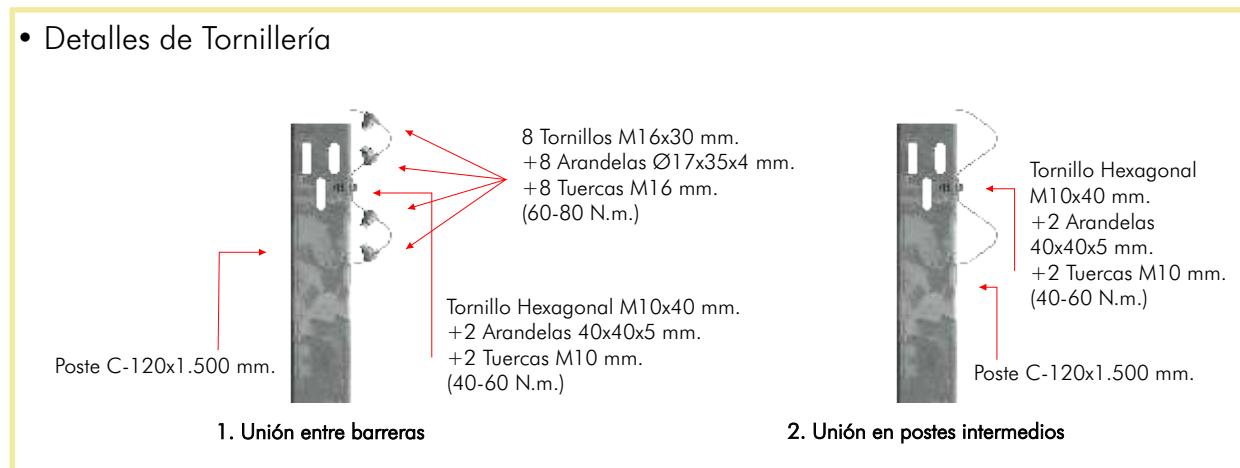 • Detalles de Tornillería
8 Tornillos M16x30 mm.
+8 Arandelas Ø17x35x4 mm.
+8 Tuercas M16 mm.
(60-80 N.m.)
Tornillo Hexagonal M10x40 mm.
+2 Arandelas 40x40x5 mm.
+2 Tuercas M10 mm.
(40-60 N.m.)
Poste C-120x1.500 mm.
1. Unión entre barreras
Tornillo Hexagonal
M10x40 mm.
+2 Arandelas
40x40x5 mm.
+2 Tuercas M10 mm.
(40-60 N.m.)
Poste C-120x1.500 mm.
2. Unión en postes intermedios